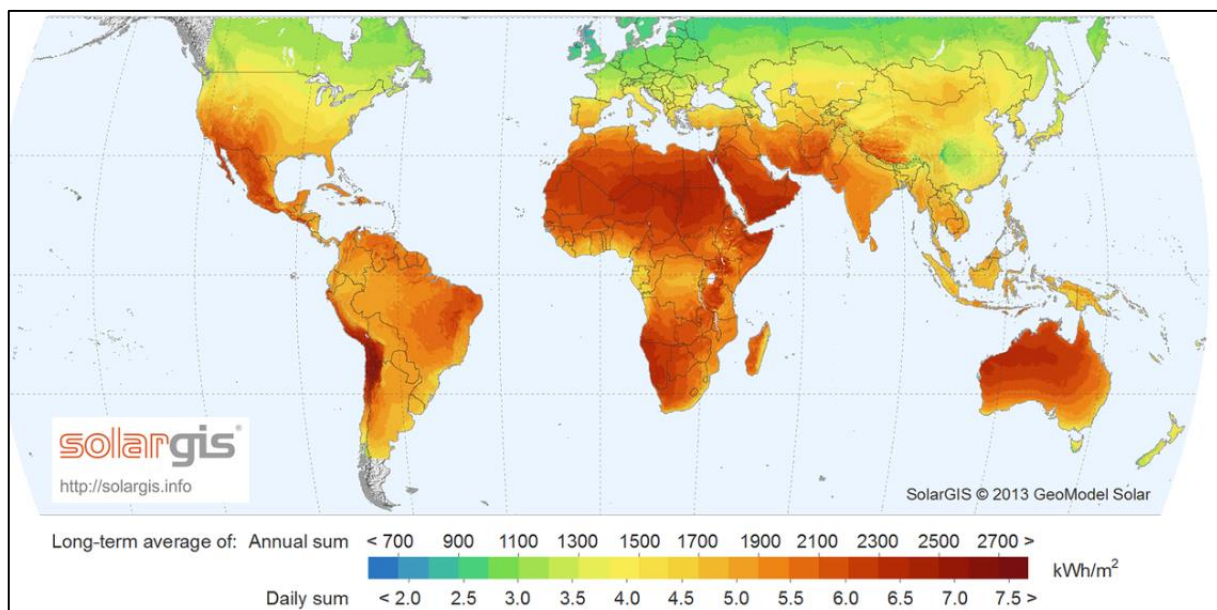 solargis®
http://solargis.info
SolarGIS © 2013 GeoModel Solar
Long-term average of: Annual sum < 700 900 1100 1300 1500 1700 1900 2100 2300 2500 2700 > kWh/m²
Daily sum < 2.0 2.5 3.0 3.5 4.0 4.5 5.0 5.5 6.0 6.5 7.0 7.5 >